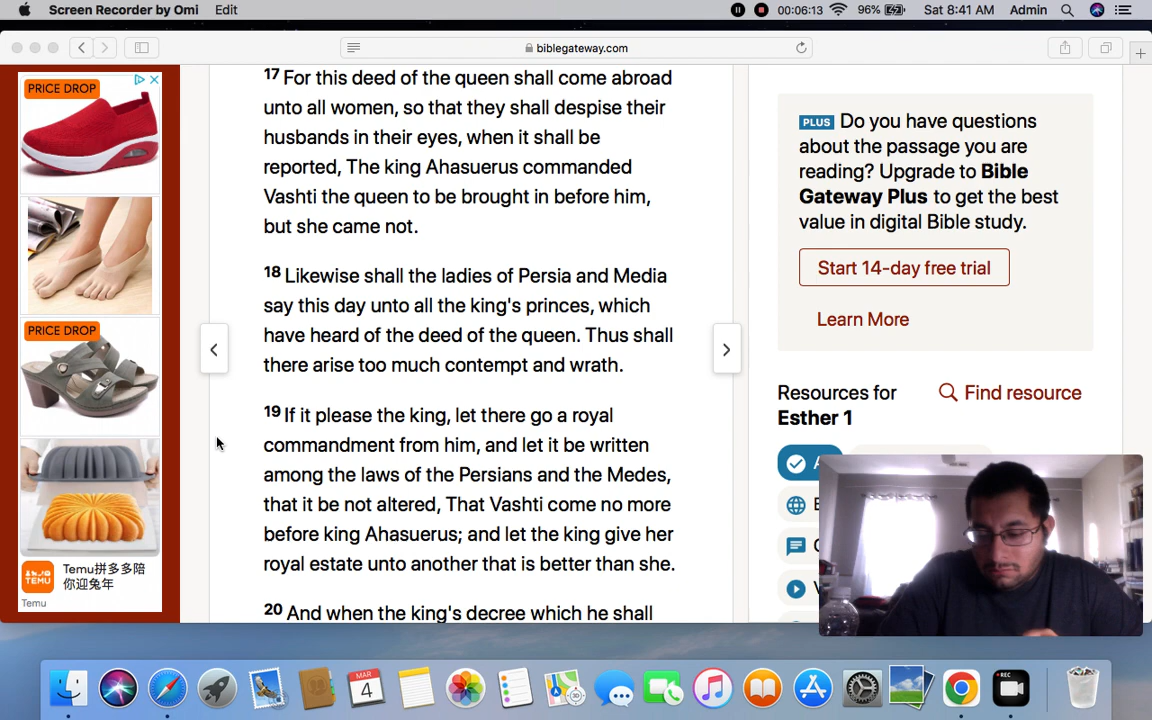 Screen Recorder by Omi Edit 00:06:13 96% Sat 8:41 AM Admin
biblegateway.com
PRICE DROP
PRICE DROP
Temu拼多多陪
你迎兔年
TEMU
Temu
17 For this deed of the queen shall come abroad
unto all women, so that they shall despise their
husbands in their eyes, when it shall be
reported, The king Ahasuerus commanded
Vashti the queen to be brought in before him,
but she came not.
18 Likewise shall the ladies of Persia and Media
say this day unto all the king's princes, which
have heard of the deed of the queen. Thus shall
there arise too much contempt and wrath.
19 If it please the king, let there go a royal
commandment from him, and let it be written
among the laws of the Persians and the Medes,
that it be not altered, That Vashti come no more
before king Ahasuerus; and let the king give her
royal estate unto another that is better than she.
20 And when the king's decree which he shall
PLUS Do you have questions
about the passage you are
reading? Upgrade to Bible
Gateway Plus to get the best
value in digital Bible study.
Start 14-day free trial
Learn More
Resources for
Esther 1
Find resource
MAR
4
REC